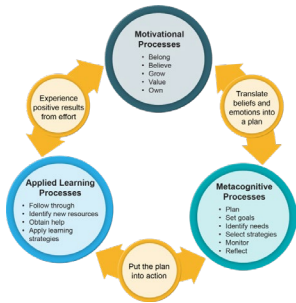 Motivational
Processes
• Belong
• Believe
• Grow
• Value
• Own
Experience
positive results
from effort
Translate
beliefs and
emotions into
a plan
Applied Learning
Processes
• Follow through
• Identify new resources
• Obtain help
• Apply learning
strategies
Metacognitive
Processes
• Plan
• Set goals
• Identify needs
• Select strategies
• Monitor
• Reflect
Put the plan
into action